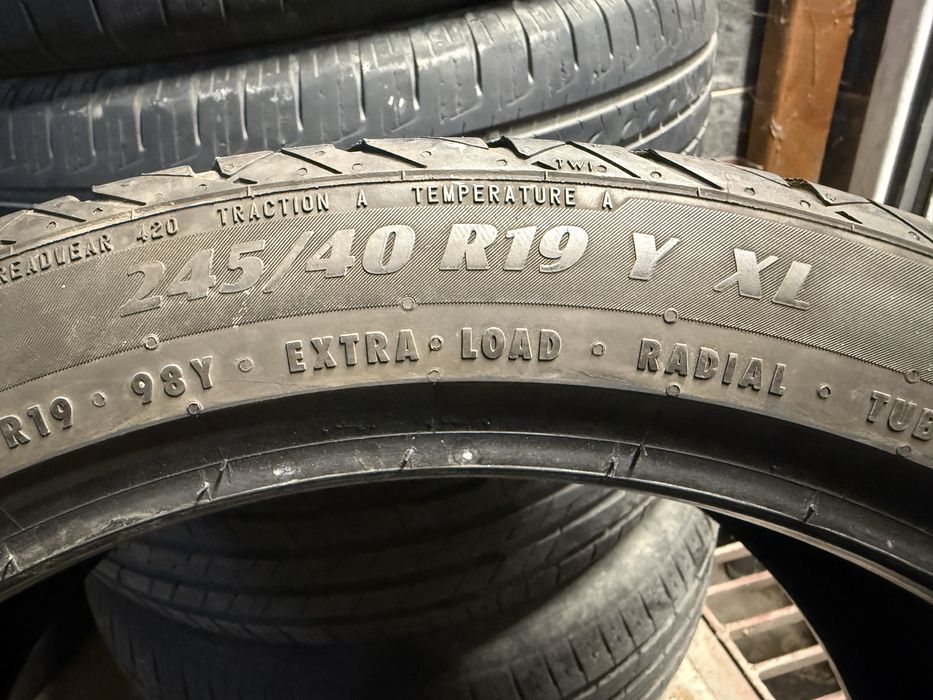 TWI
READWEAR 420 TRACTION A TEMPERATURE A
245/40 R19 Y XL
R19 • 98Y • EXTRA • LOAD • RADIAL • TUB